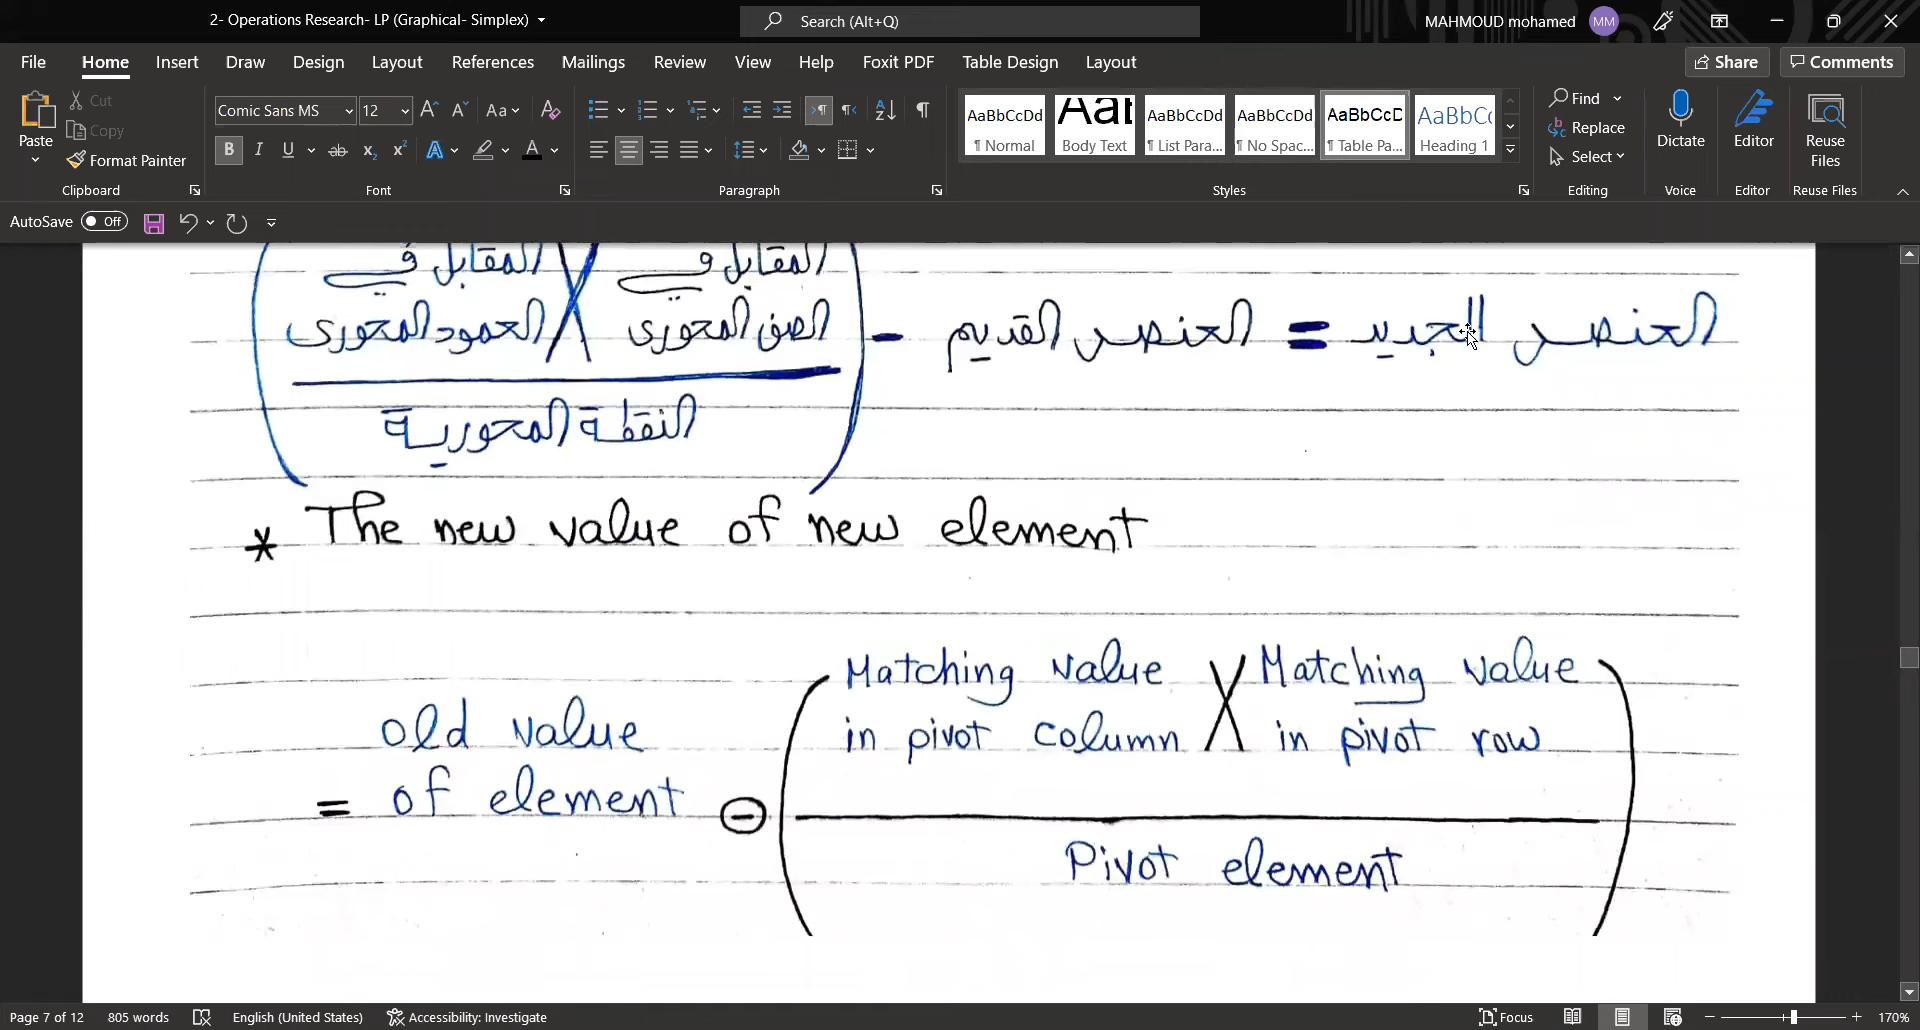 2- Operations Research- LP (Graphical- Simplex)
Search (Alt+Q)
MAHMOUD mohamed MM
File Home Insert Draw Design Layout References Mailings Review View Help Foxit PDF Table Design Layout Share Comments
Paste
Cut
Copy
Format Painter
Clipboard
Comic Sans MS 12
Font
Paragraph
AaBbCcDd AaB AaBbCcDd AaBbCcDd AaBbCcD AaBbCc
¶ Normal Body Text ¶ List Para... ¶ No Spac... ¶ Table Pa... Heading 1
Styles
Find
Replace
Select
Editing
Dictate
Voice
Editor
Editor
Reuse Files
Reuse Files
AutoSave Off
المقابل في X المقابل في
العنصر الجديد = العنصر القديم - الصف المحورى X العمود المحورى
النقطة المحورية
* The new value of new element
Matching value X Matching value
in pivot column in pivot row
old value
= of element -
Pivot element
Page 7 of 12 805 words English (United States) Accessibility: Investigate Focus 170%